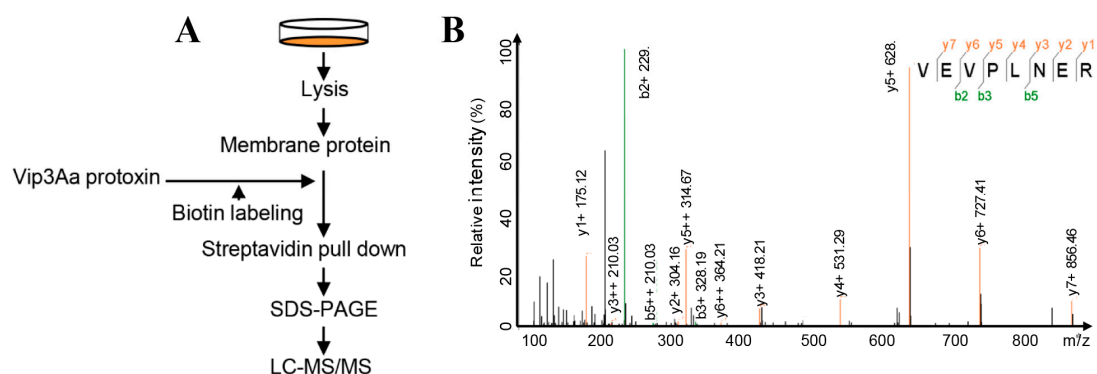 A
Lysis
Membrane protein
Vip3Aa protoxin
Biotin labeling
Streptavidin pull down
SDS-PAGE
LC-MS/MS
B
Relative intensity (%)
100
80
60
40
20
0
y1+ 175.12
y3++ 210.03
b2+ 229.
b5++ 210.03
y2+ 304.16
y5++ 314.67
b3+ 328.19
y6++ 364.21
y3+ 418.21
y4+ 531.29
y5+ 628.
y6+ 727.41
y7+ 856.46
y7 y6 y5 y4 y3 y2 y1
V E V P L N E R
b2 b3 b5
100 200 300 400 500 600 700 800 m/z